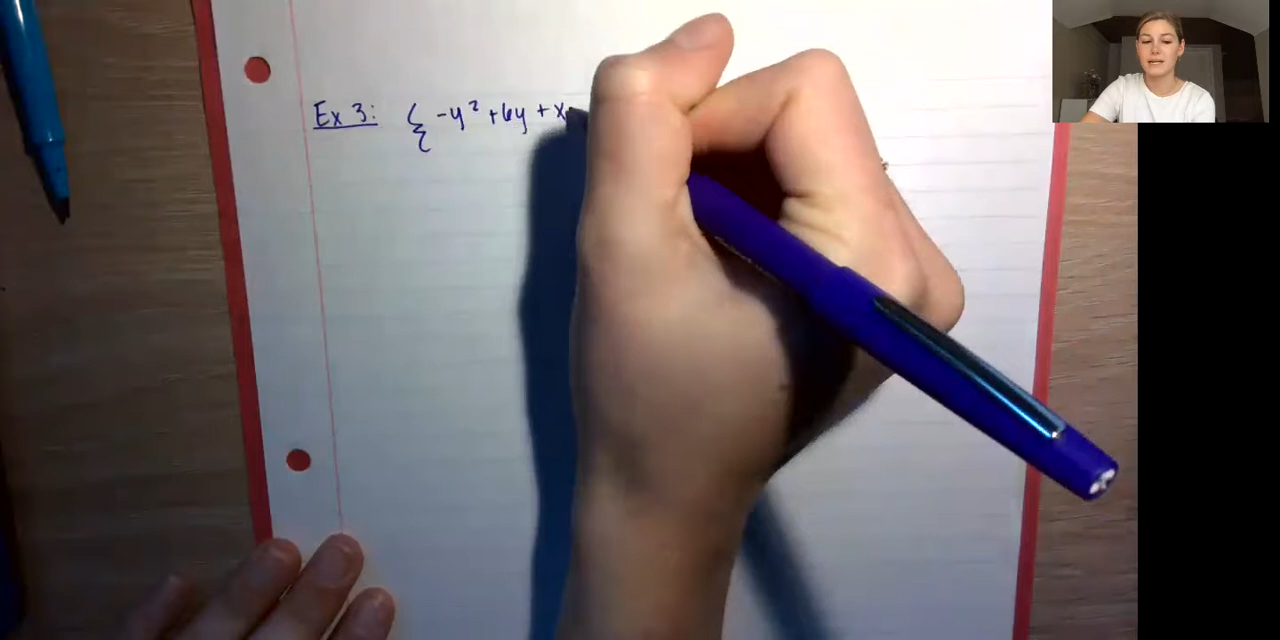 Ex 3: { -y² + 6y + x